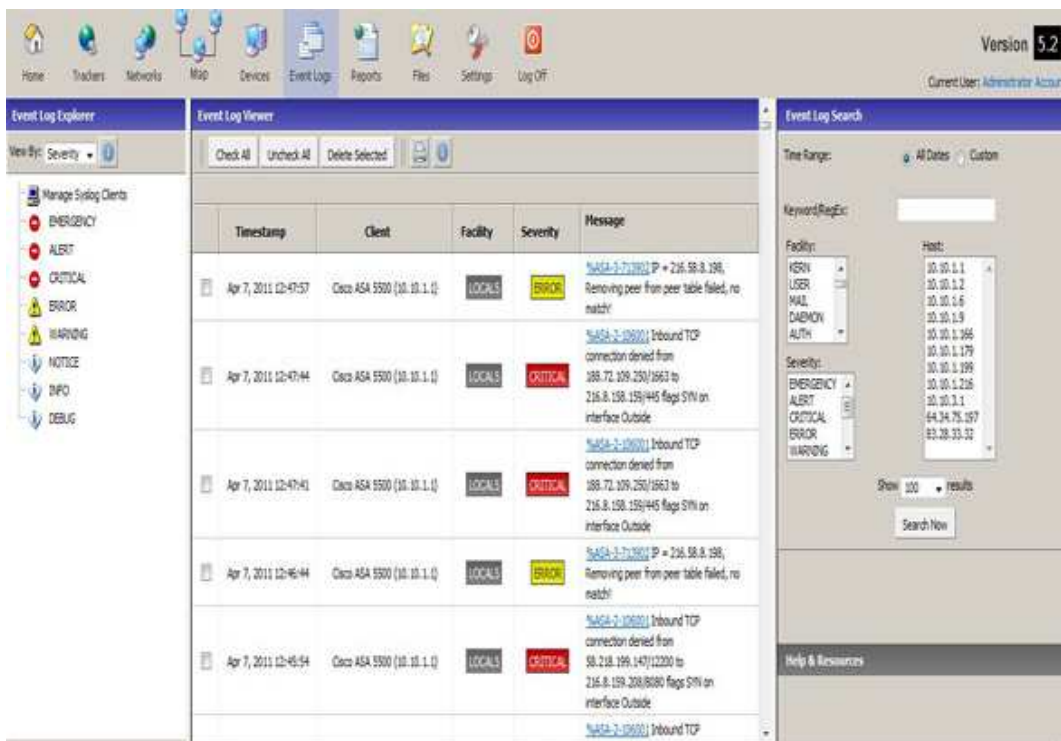 Home Trackers Networks Map Devices Event Logs Reports Files Settings Log Off
Version 5.2
Current User: Administrator Accoun
Event Log Explorer
View By: Severity
Manage Syslog Clients
EMERGENCY
ALERT
CRITICAL
ERROR
WARNING
NOTICE
INFO
DEBUG
Event Log Viewer
Check All Uncheck All Delete Selected
Timestamp Client Facility Severity Message
Apr 7, 2011 12:47:57 Cisco ASA 5500 (10.10.1.1) LOCAL5 ERROR
%ASA-3-713902 IP = 216.58.8.198,
Removing peer from peer table failed, no
match!
Apr 7, 2011 12:47:44 Cisco ASA 5500 (10.10.1.1) LOCAL5 CRITICAL
%ASA-2-106001 Inbound TCP
connection denied from
188.72.109.250/1663 to
216.8.158.159/445 flags SYN on
interface Outside
Apr 7, 2011 12:47:41 Cisco ASA 5500 (10.10.1.1) LOCAL5 CRITICAL
%ASA-2-106001 Inbound TCP
connection denied from
188.72.109.250/1663 to
216.8.158.159/445 flags SYN on
interface Outside
Apr 7, 2011 12:46:44 Cisco ASA 5500 (10.10.1.1) LOCAL5 ERROR
%ASA-3-713902 IP = 216.58.8.198,
Removing peer from peer table failed, no
match!
Apr 7, 2011 12:45:54 Cisco ASA 5500 (10.10.1.1) LOCAL5 CRITICAL
%ASA-2-106001 Inbound TCP
connection denied from
58.218.199.147/12200 to
216.8.159.208/8080 flags SYN on
interface Outside
%ASA-2-106001 Inbound TCP
Event Log Search
Time Range: All Dates Custom
Keyword/RegEx:
Facility:
KERN
USER
MAIL
DAEMON
AUTH
Severity:
EMERGENCY
ALERT
CRITICAL
ERROR
WARNING
Host:
10.10.1.1
10.10.1.2
10.10.1.6
10.10.1.9
10.10.1.166
10.10.1.179
10.10.1.199
10.10.1.216
10.10.3.1
64.34.75.197
83.28.33.32
Show 100 results
Search Now
Help & Resources